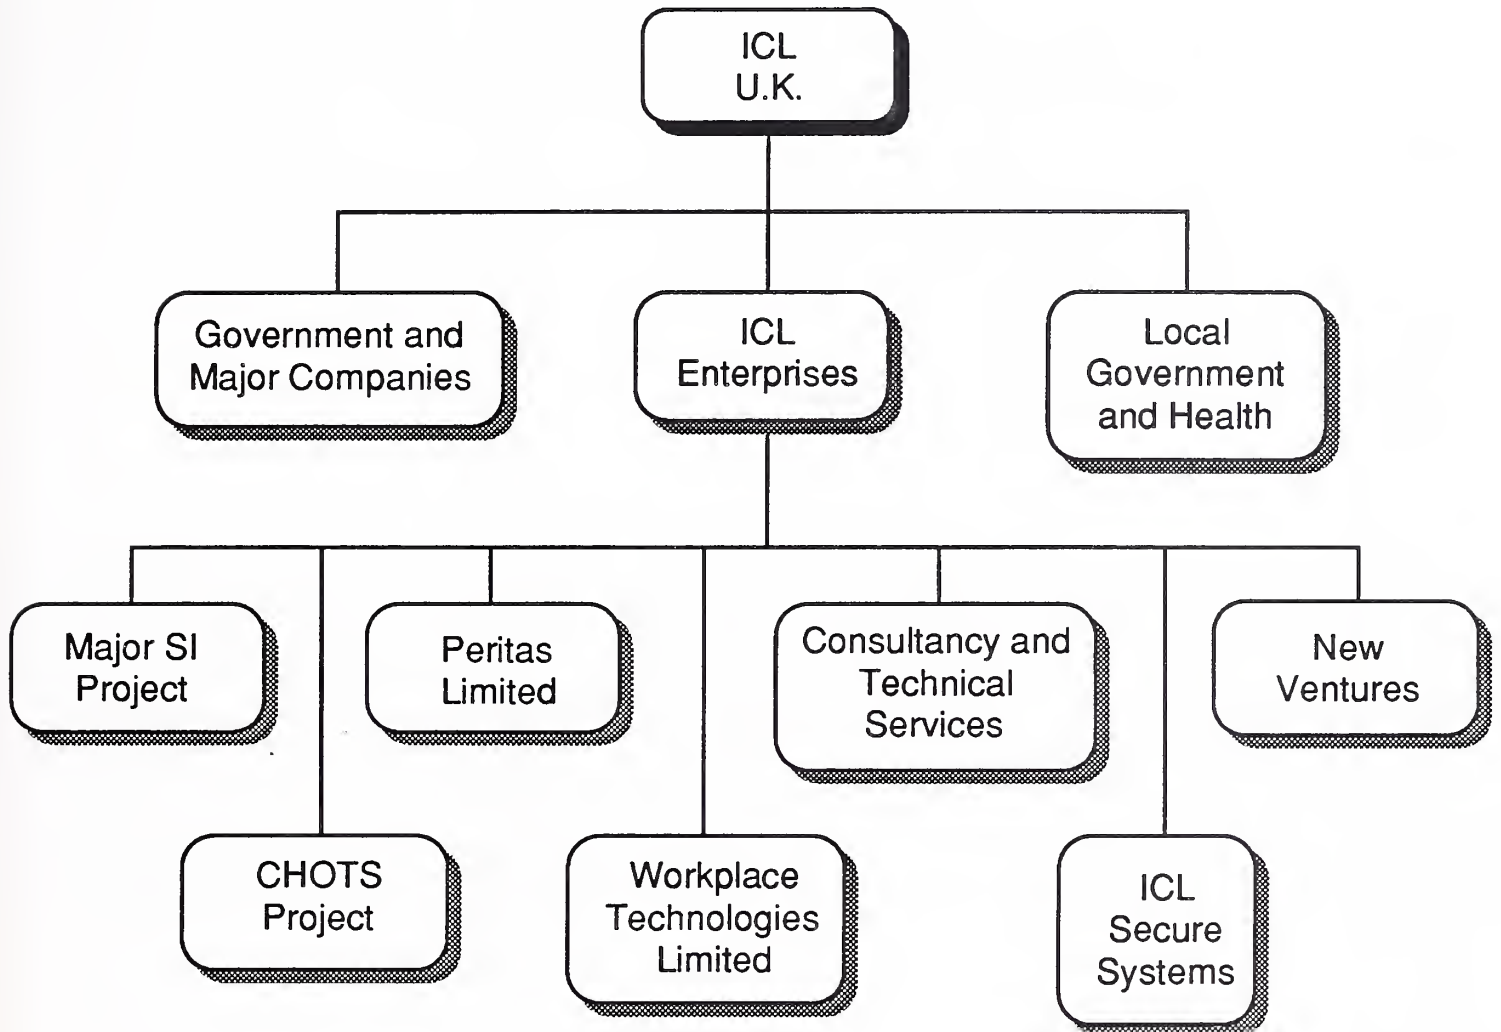 ICL
U.K.
Government and
Major Companies
ICL
Enterprises
Local
Government
and Health
Major SI
Project
Peritas
Limited
Consultancy and
Technical
Services
New
Ventures
CHOTS
Project
Workplace
Technologies
Limited
ICL
Secure
Systems